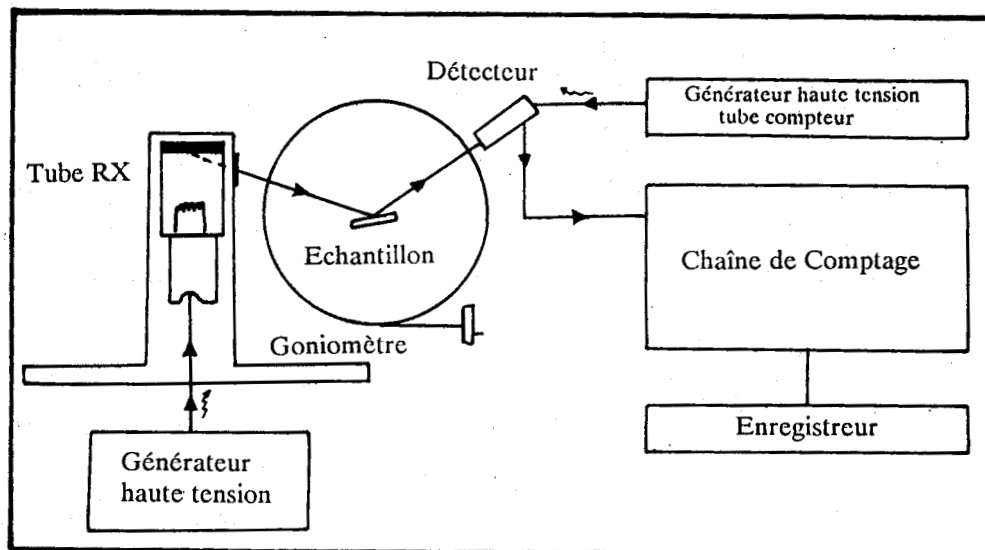 Détecteur
Générateur haute tension
tube compteur
Tube RX
Echantillon
Chaîne de Comptage
Goniomètre
Enregistreur
Générateur
haute tension